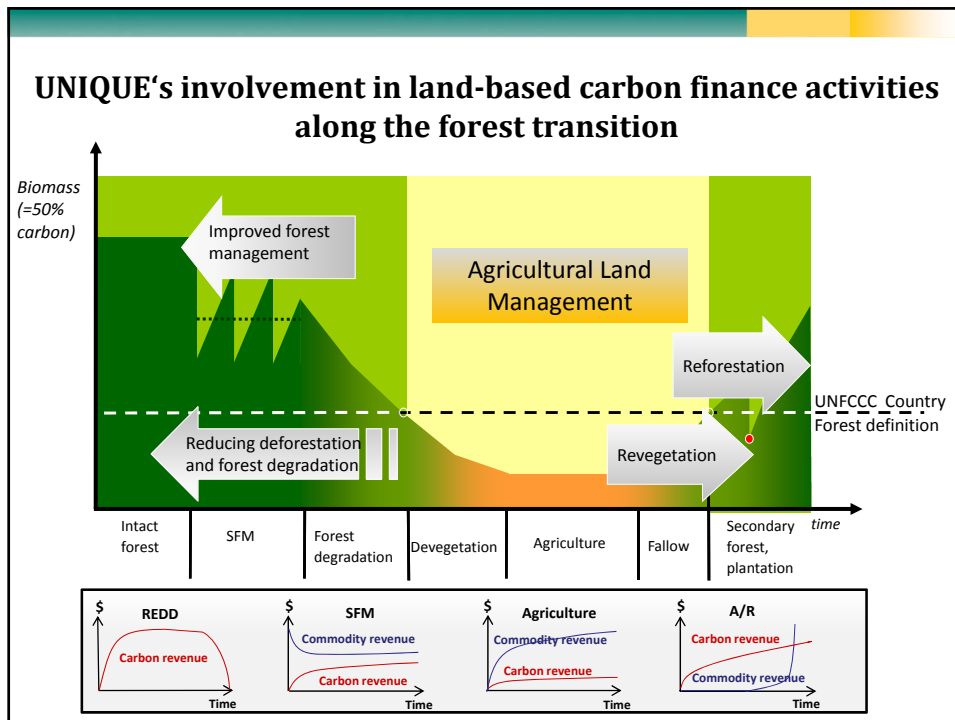 UNIQUE‘s involvement in land-based carbon finance activities
along the forest transition
Biomass
(=50%
carbon)
Improved forest
management
Agricultural Land
Management
Reforestation
UNFCCC Country
Forest definition
Reducing deforestation
and forest degradation
Revegetation
Intact
forest
SFM
Forest
degradation
Devegetation
Agriculture
Fallow
Secondary
forest,
plantation
time
$
REDD
Carbon revenue
Time
$
SFM
Commodity revenue
Carbon revenue
Time
$
Agriculture
Commodity revenue
Carbon revenue
Time
$
A/R
Carbon revenue
Commodity revenue
Time